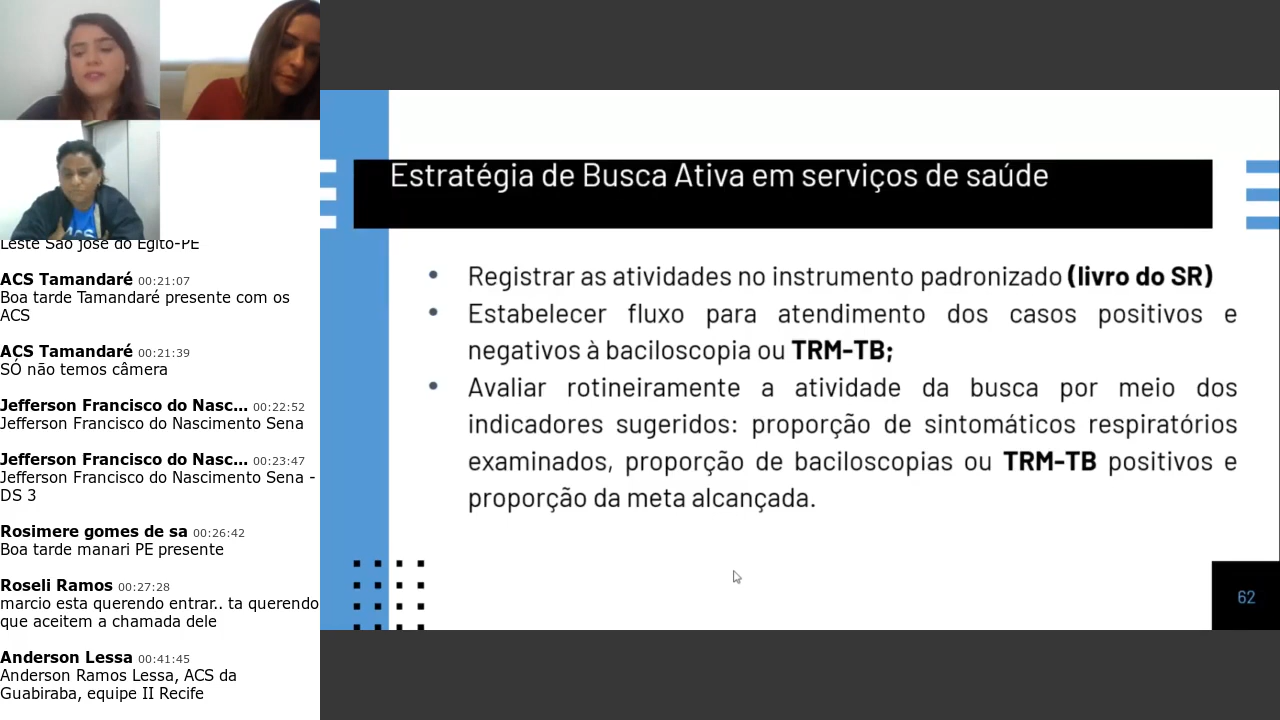 Leste São José do Egito-PE
ACS Tamandaré 00:21:07
Boa tarde Tamandaré presente com os
ACS
ACS Tamandaré 00:21:39
SÓ não temos câmera
Jefferson Francisco do Nasc... 00:22:52
Jefferson Francisco do Nascimento Sena
Jefferson Francisco do Nasc... 00:23:47
Jefferson Francisco do Nascimento Sena -
DS 3
Rosimere gomes de sa 00:26:42
Boa tarde manari PE presente
Roseli Ramos 00:27:28
marcio esta querendo entrar.. ta querendo
que aceitem a chamada dele
Anderson Lessa 00:41:45
Anderson Ramos Lessa, ACS da
Guabiraba, equipe II Recife
Estratégia de Busca Ativa em serviços de saúde
• Registrar as atividades no instrumento padronizado (livro do SR)
• Estabelecer fluxo para atendimento dos casos positivos e
negativos à baciloscopia ou TRM-TB;
• Avaliar rotineiramente a atividade da busca por meio dos
indicadores sugeridos: proporção de sintomáticos respiratórios
examinados, proporção de baciloscopias ou TRM-TB positivos e
proporção da meta alcançada.
62